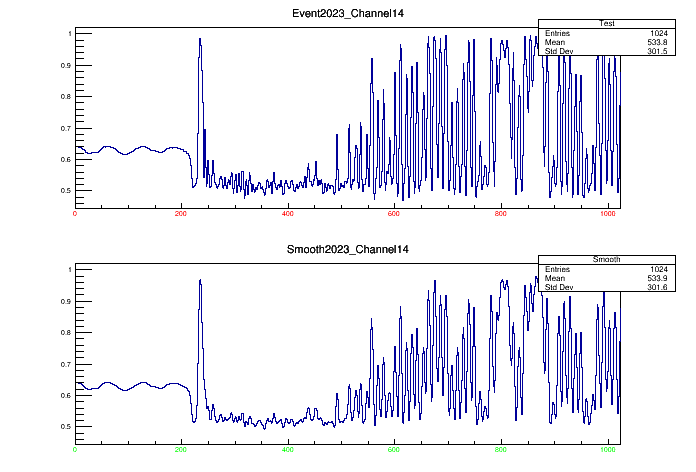 Event2023_Channel14
Test
Entries 1024
Mean 533.8
Std Dev 301.5
1
0.9
0.8
0.7
0.6
0.5
0 200 400 600 800 1000
Smooth2023_Channel14
Smooth
Entries 1024
Mean 533.9
Std Dev 301.6
1
0.9
0.8
0.7
0.6
0.5
0 200 400 600 800 1000